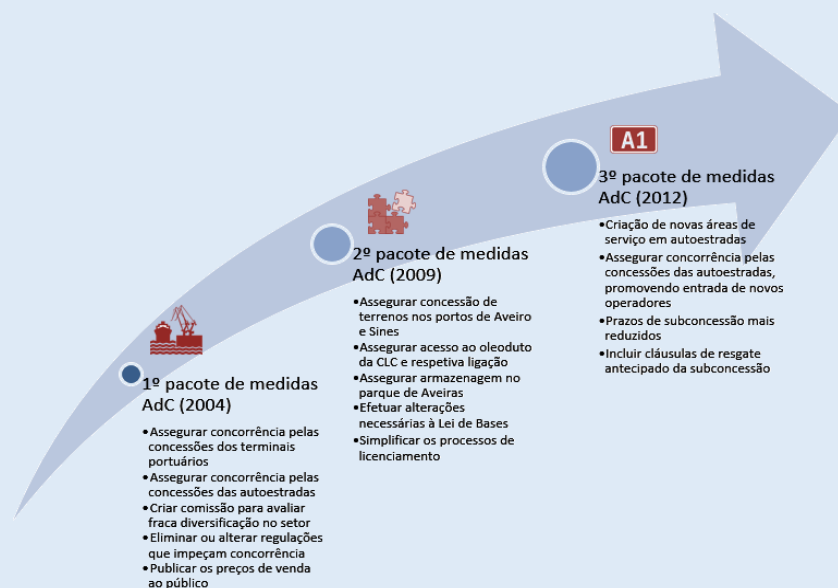 1º pacote de medidas
AdC (2004)
•Assegurar concorrência pelas
concessões dos terminais
portuários
•Assegurar concorrência pelas
concessões das autoestradas
•Criar comissão para avaliar
fraca diversificação no setor
•Eliminar ou alterar regulações
que impeçam concorrência
•Publicar os preços de venda
ao público
2º pacote de medidas
AdC (2009)
•Assegurar concessão de
terrenos nos portos de Aveiro
e Sines
•Assegurar acesso ao oleoduto
da CLC e respetiva ligação
•Assegurar armazenagem no
parque de Aveiras
•Efetuar alterações
necessárias à Lei de Bases
•Simplificar os processos de
licenciamento
A1
3º pacote de medidas
AdC (2012)
•Criação de novas áreas de
serviço em autoestradas
•Assegurar concorrência pelas
concessões das autoestradas,
promovendo entrada de novos
operadores
•Prazos de subconcessão mais
reduzidos
•Incluir cláusulas de resgate
antecipado da subconcessão